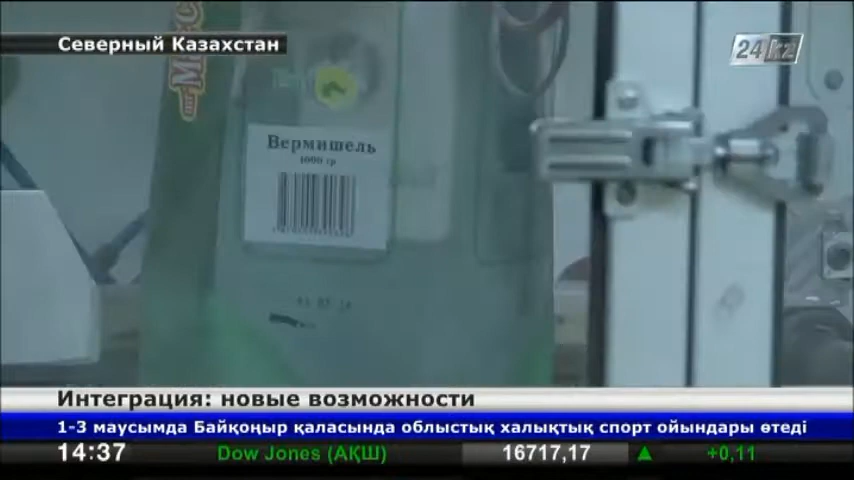 Северный Казахстан
24kz
Вермишель
1000 гр
Интеграция: новые возможности
1-3 маусымда Байқоңыр қаласында облыстық халықтық спорт ойындары өтеді
14:37 Dow Jones (АҚШ) 16717,17 ▲ +0,11